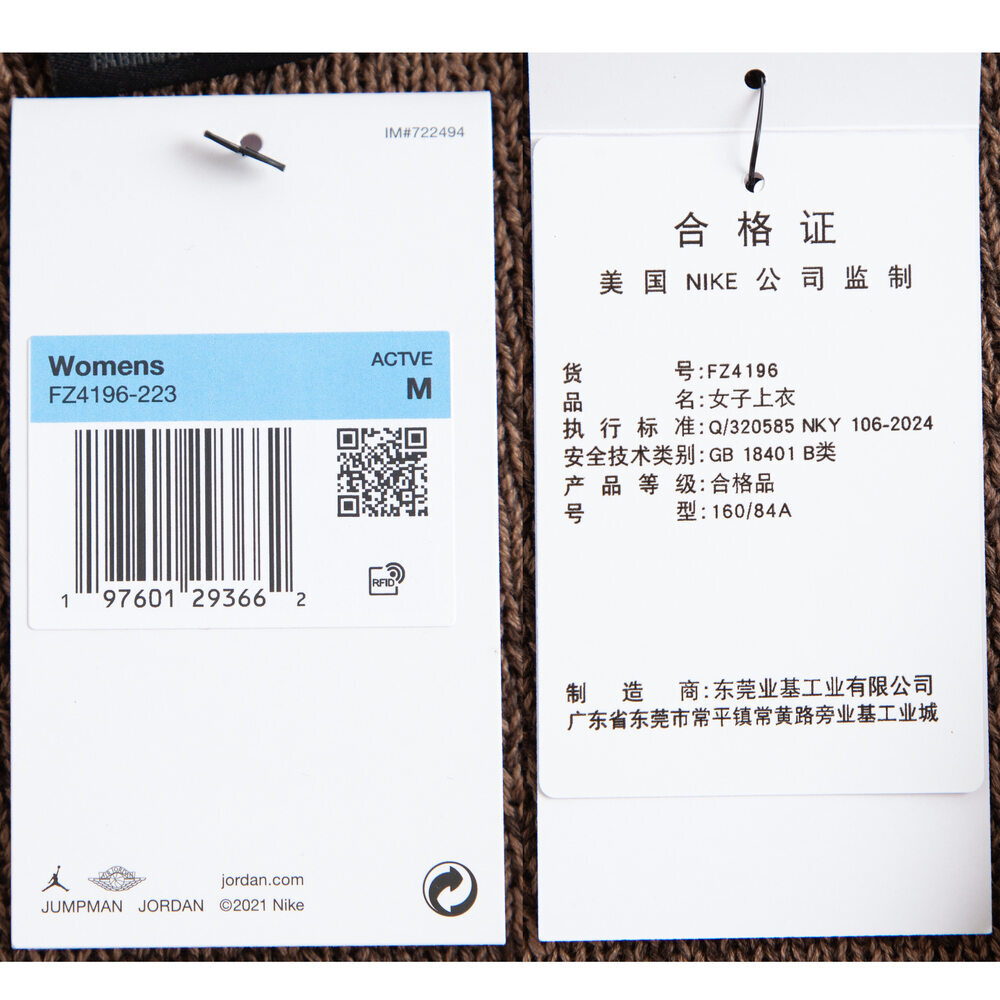 IM#722494
Womens
ACTVE
FZ4196-223
M
1 97601 29366 2
RFID
JUMPMAN
JORDAN
jordan.com
©2021 Nike
合格证
美国 NIKE 公司监制
货号:FZ4196
品名:女子上衣
执行标准:Q/320585 NKY 106-2024
安全技术类别:GB 18401 B类
产品等级:合格品
号型:160/84A
制造商:东莞业基工业有限公司
广东省东莞市常平镇常黄路旁业基工业城